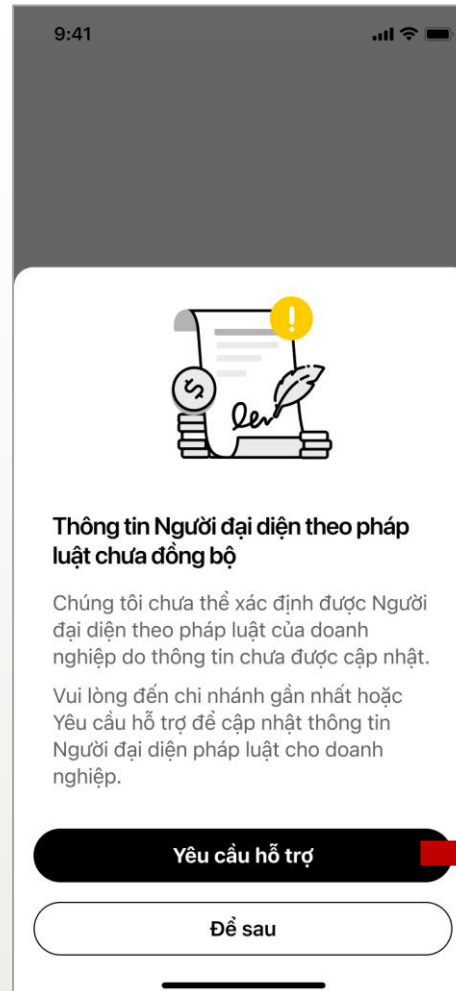 9:41
Thông tin Người đại diện theo pháp
luật chưa đồng bộ
Chúng tôi chưa thể xác định được Người
đại diện theo pháp luật của doanh
nghiệp do thông tin chưa được cập nhật.
Vui lòng đến chi nhánh gần nhất hoặc
Yêu cầu hỗ trợ để cập nhật thông tin
Người đại diện pháp luật cho doanh
nghiệp.
Yêu cầu hỗ trợ
Để sau